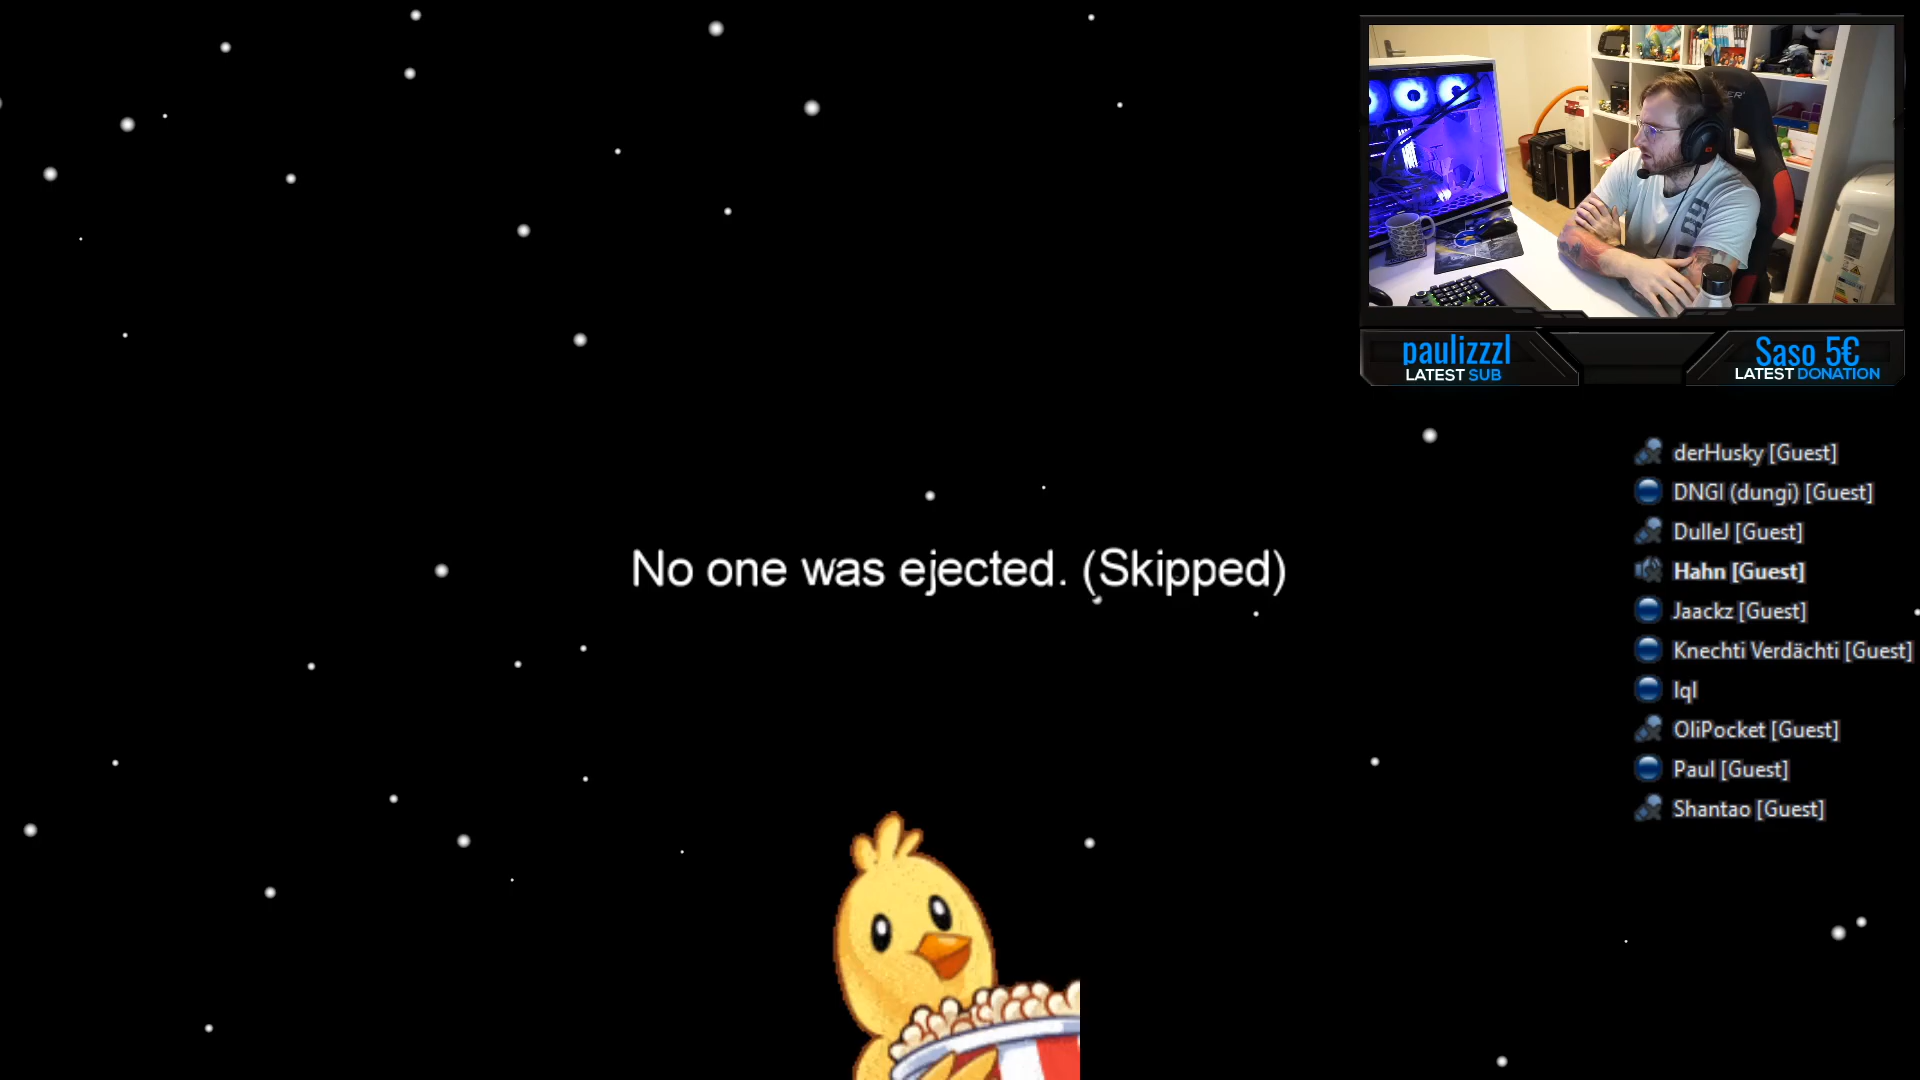 paulizzzl
LATEST SUB
Saso 5€
LATEST DONATION
derHusky [Guest]
DNGI (dungi) [Guest]
DulleJ [Guest]
Hahn [Guest]
No one was ejected. (Skipped)
Jaackz [Guest]
Knechti Verdächti [Guest]
lql
OliPocket [Guest]
Paul [Guest]
Shantao [Guest]